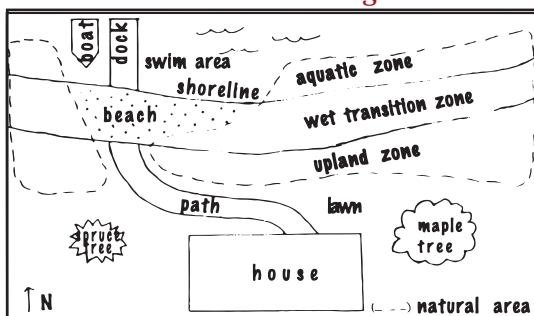 boat
dock
swim area
shoreline
aquatic zone
beach
wet transition zone
upland zone
path
lawn
spruce
tree
maple
tree
house
N
natural area